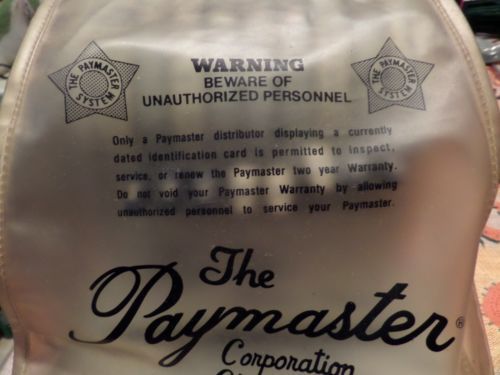 THE PAYMASTER SYSTEM
WARNING
BEWARE OF
UNAUTHORIZED PERSONNEL
THE PAYMASTER SYSTEM
Only a Paymaster distributor displaying a currently
dated identification card is permitted to inspect,
service, or renew the Paymaster two year Warranty.
Do not void your Paymaster Warranty by allowing
unauthorized personnel to service your Paymaster.
The
Paymaster®
Corporation